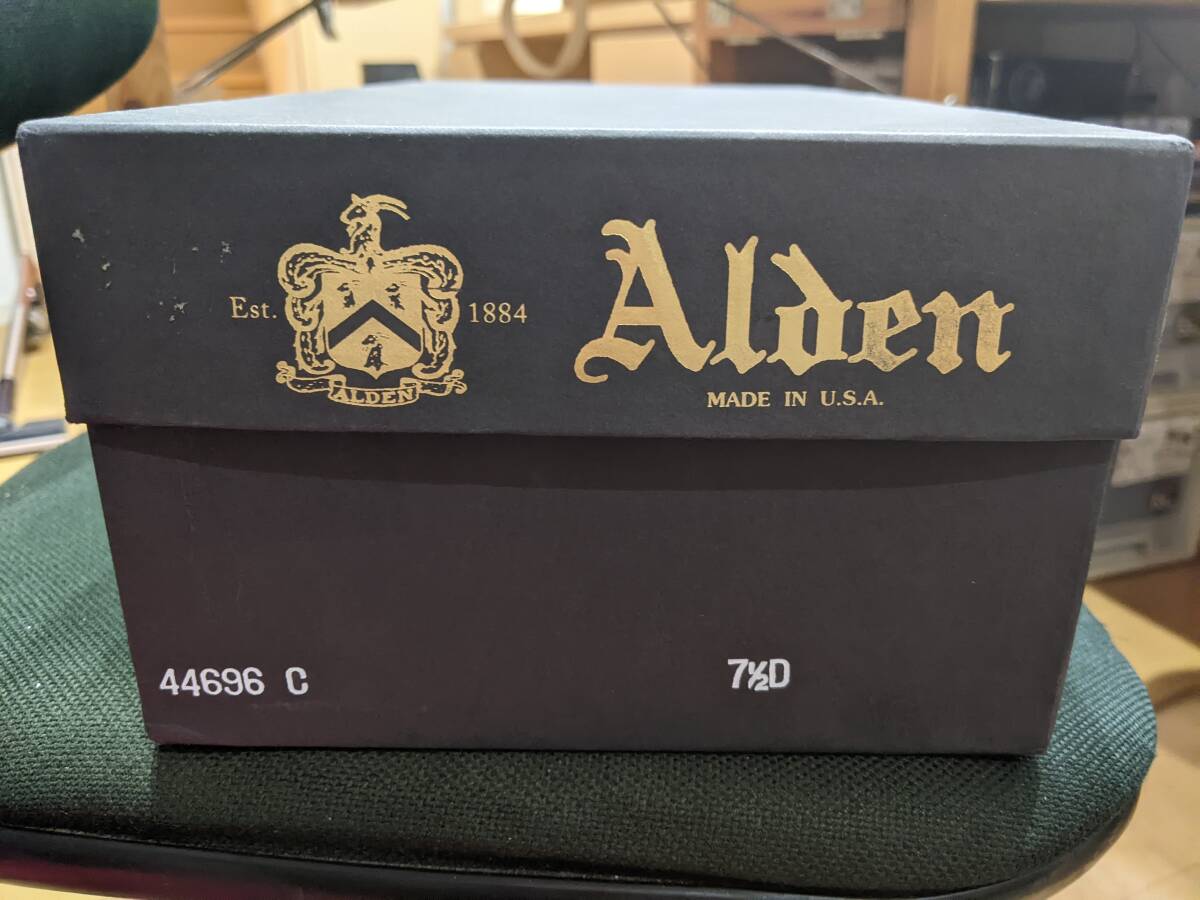 Est. 1884
ALDEN
Alden
MADE IN U.S.A.
44696 C
7½D